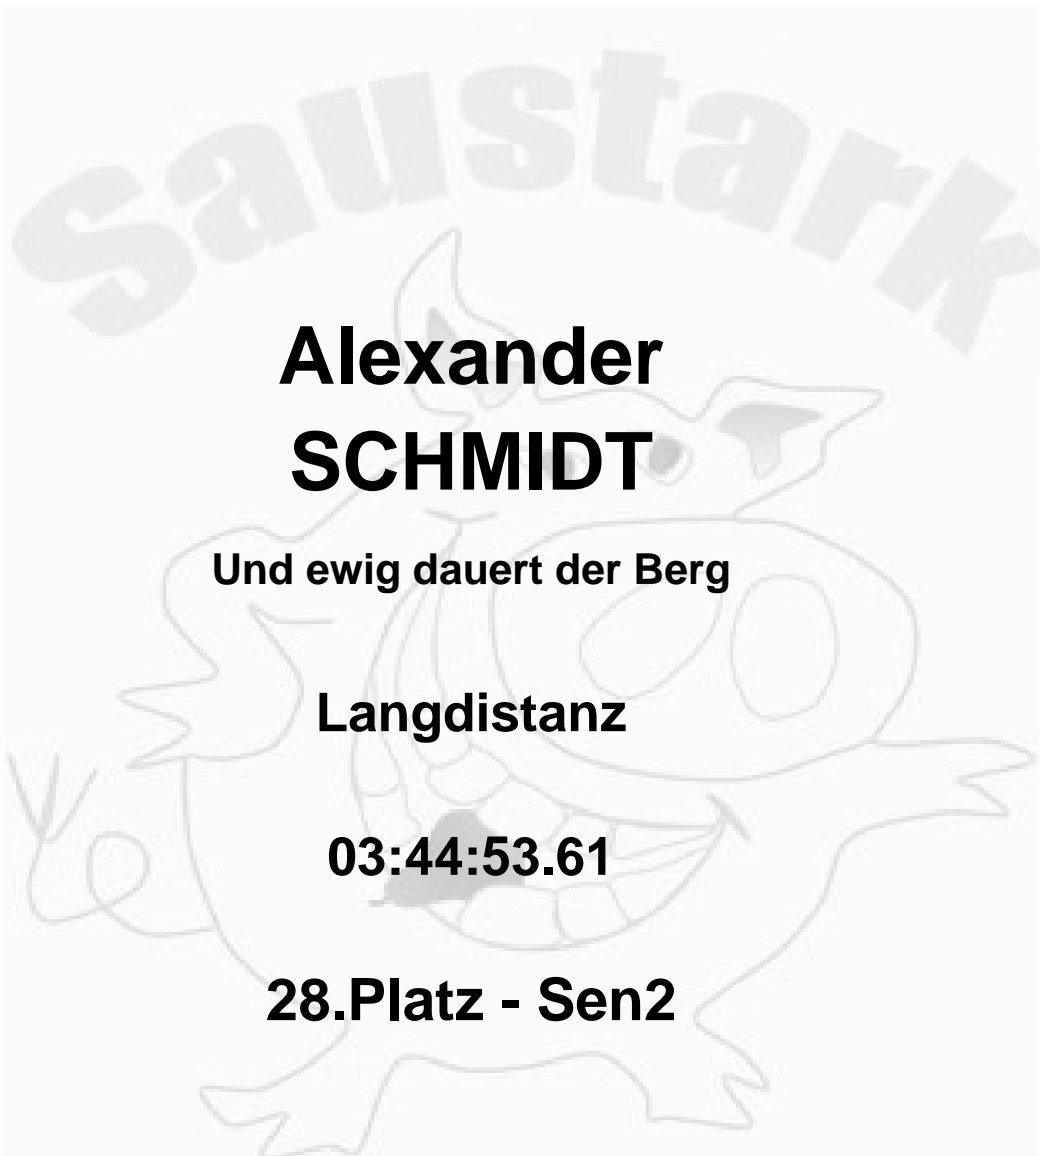 Saustark
Alexander
SCHMIDT
Und ewig dauert der Berg
Langdistanz
03:44:53.61
28.Platz - Sen2